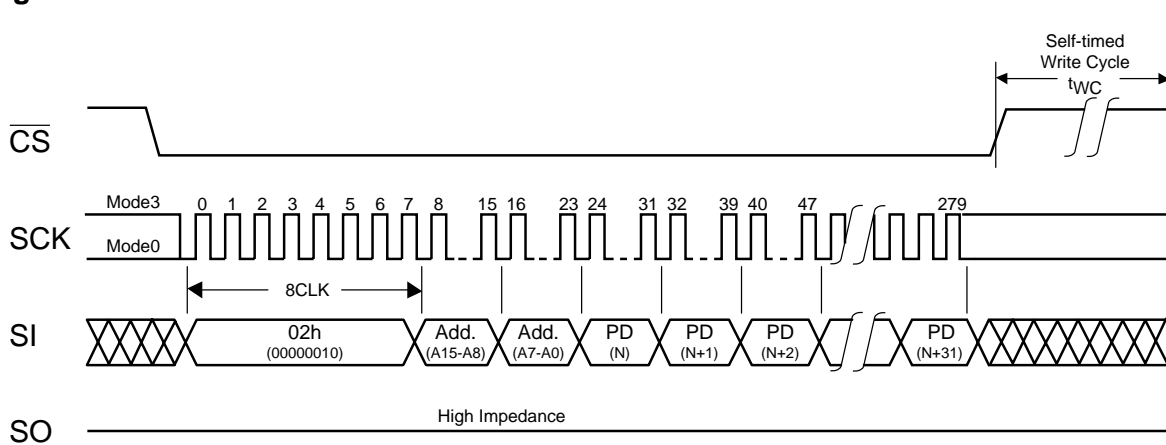 Self-timed
Write Cycle
tWC
CS
Mode3
0 1 2 3 4 5 6 7 8 15 16 23 24 31 32 39 40 47 279
SCK
Mode0
8CLK
SI
02h Add. Add. PD PD PD PD
(00000010) (A15-A8) (A7-A0) (N) (N+1) (N+2) (N+31)
High Impedance
SO